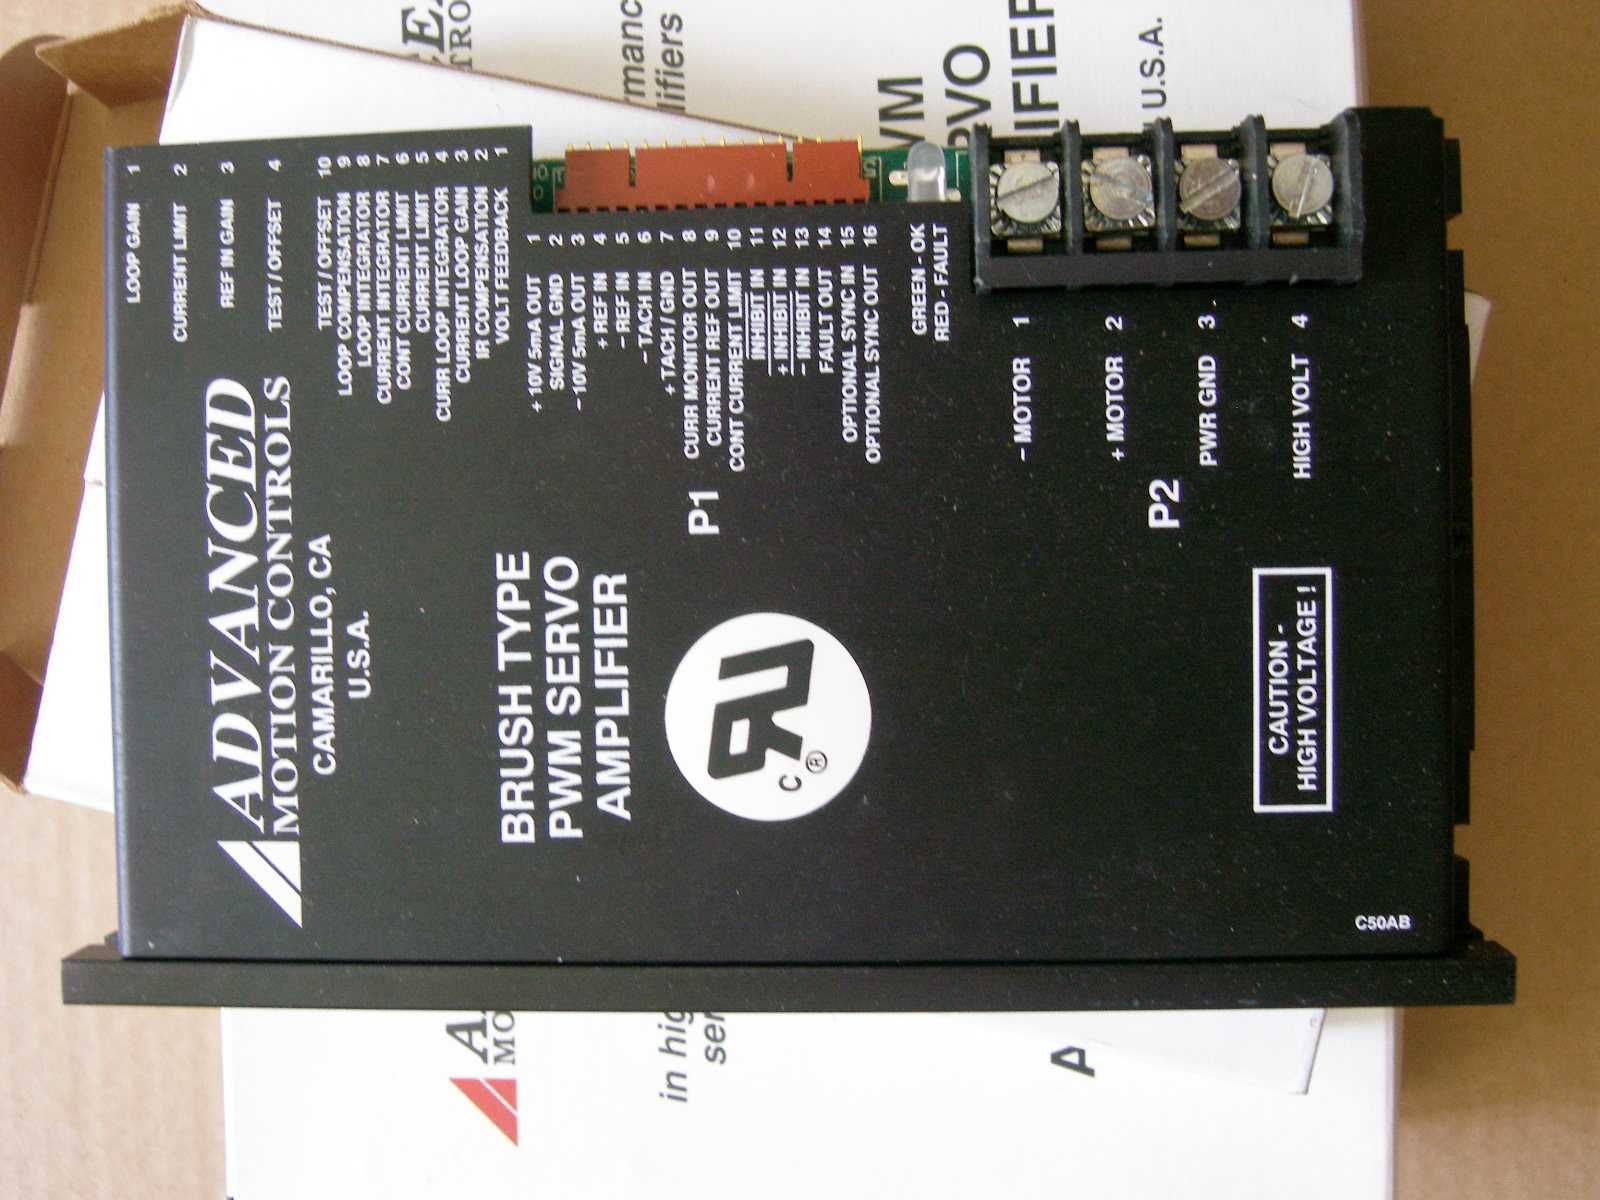 ADVANCED
MOTION CONTROLS
CAMARILLO, CA
U.S.A.
BRUSH TYPE
PWM SERVO
AMPLIFIER
C
®
CAUTION -
HIGH VOLTAGE !
C50AB
LOOP GAIN 1
CURRENT LIMIT 2
REF IN GAIN 3
TEST / OFFSET 4
TEST / OFFSET 10
LOOP COMPENSATION 9
LOOP INTEGRATOR 8
CURRENT INTEGRATOR 7
CONT CURRENT LIMIT 6
CURRENT LIMIT 5
CURR LOOP INTEGRATOR 4
CURRENT LOOP GAIN 3
IR COMPENSATION 2
VOLT FEEDBACK 1
P1
+ 10V 5mA OUT 1
SIGNAL GND 2
– 10V 5mA OUT 3
+ REF IN 4
– REF IN 5
– TACH IN 6
+ TACH / GND 7
CURR MONITOR OUT 8
CURRENT REF OUT 9
CONT CURRENT LIMIT 10
INHIBIT IN 11
+ INHIBIT IN 12
– INHIBIT IN 13
FAULT OUT 14
OPTIONAL SYNC IN 15
OPTIONAL SYNC OUT 16
GREEN - OK
RED - FAULT
P2
– MOTOR 1
+ MOTOR 2
PWR GND 3
HIGH VOLT 4
U.S.A.
in hig
ser
A
MO
A